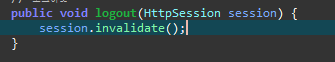 public void logout(HttpSession session) {
session.invalidate();
}